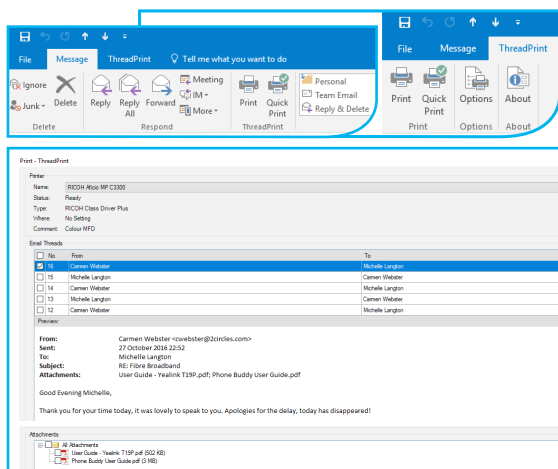 File Message ThreadPrint Tell me what you want to do
Ignore
Junk
Delete
Reply
Reply All
Forward
Meeting
IM
More
Print
Quick Print
Personal
Team Email
Reply & Delete
Delete Respond ThreadPrint
File Message ThreadPrint
Print
Quick Print
Options
About
Print Options About
Print - ThreadPrint
Printer
Name: RICOH Aficio MP C3300
Status: Ready
Type: RICOH Class Driver Plus
Where: No Setting
Comment: Colour MFD
Email Threads
No. From To
16 Carmen Webster Michelle Langton
15 Michelle Langton Carmen Webster
14 Carmen Webster Michelle Langton
13 Michelle Langton Carmen Webster
12 Carmen Webster Michelle Langton
Preview:
From: Carmen Webster <cwebster@2circles.com>
Sent: 27 October 2016 22:52
To: Michelle Langton
Subject: RE: Fibre Broadband
Attachments: User Guide - Yealink T19P.pdf; Phone Buddy User Guide.pdf
Good Evening Michelle,
Thank you for your time today, it was lovely to speak to you. Apologies for the delay, today has disappeared!
Attachments
All Attachments
User Guide - Yealink T19P.pdf (502 KB)
Phone Buddy User Guide.pdf (3 MB)